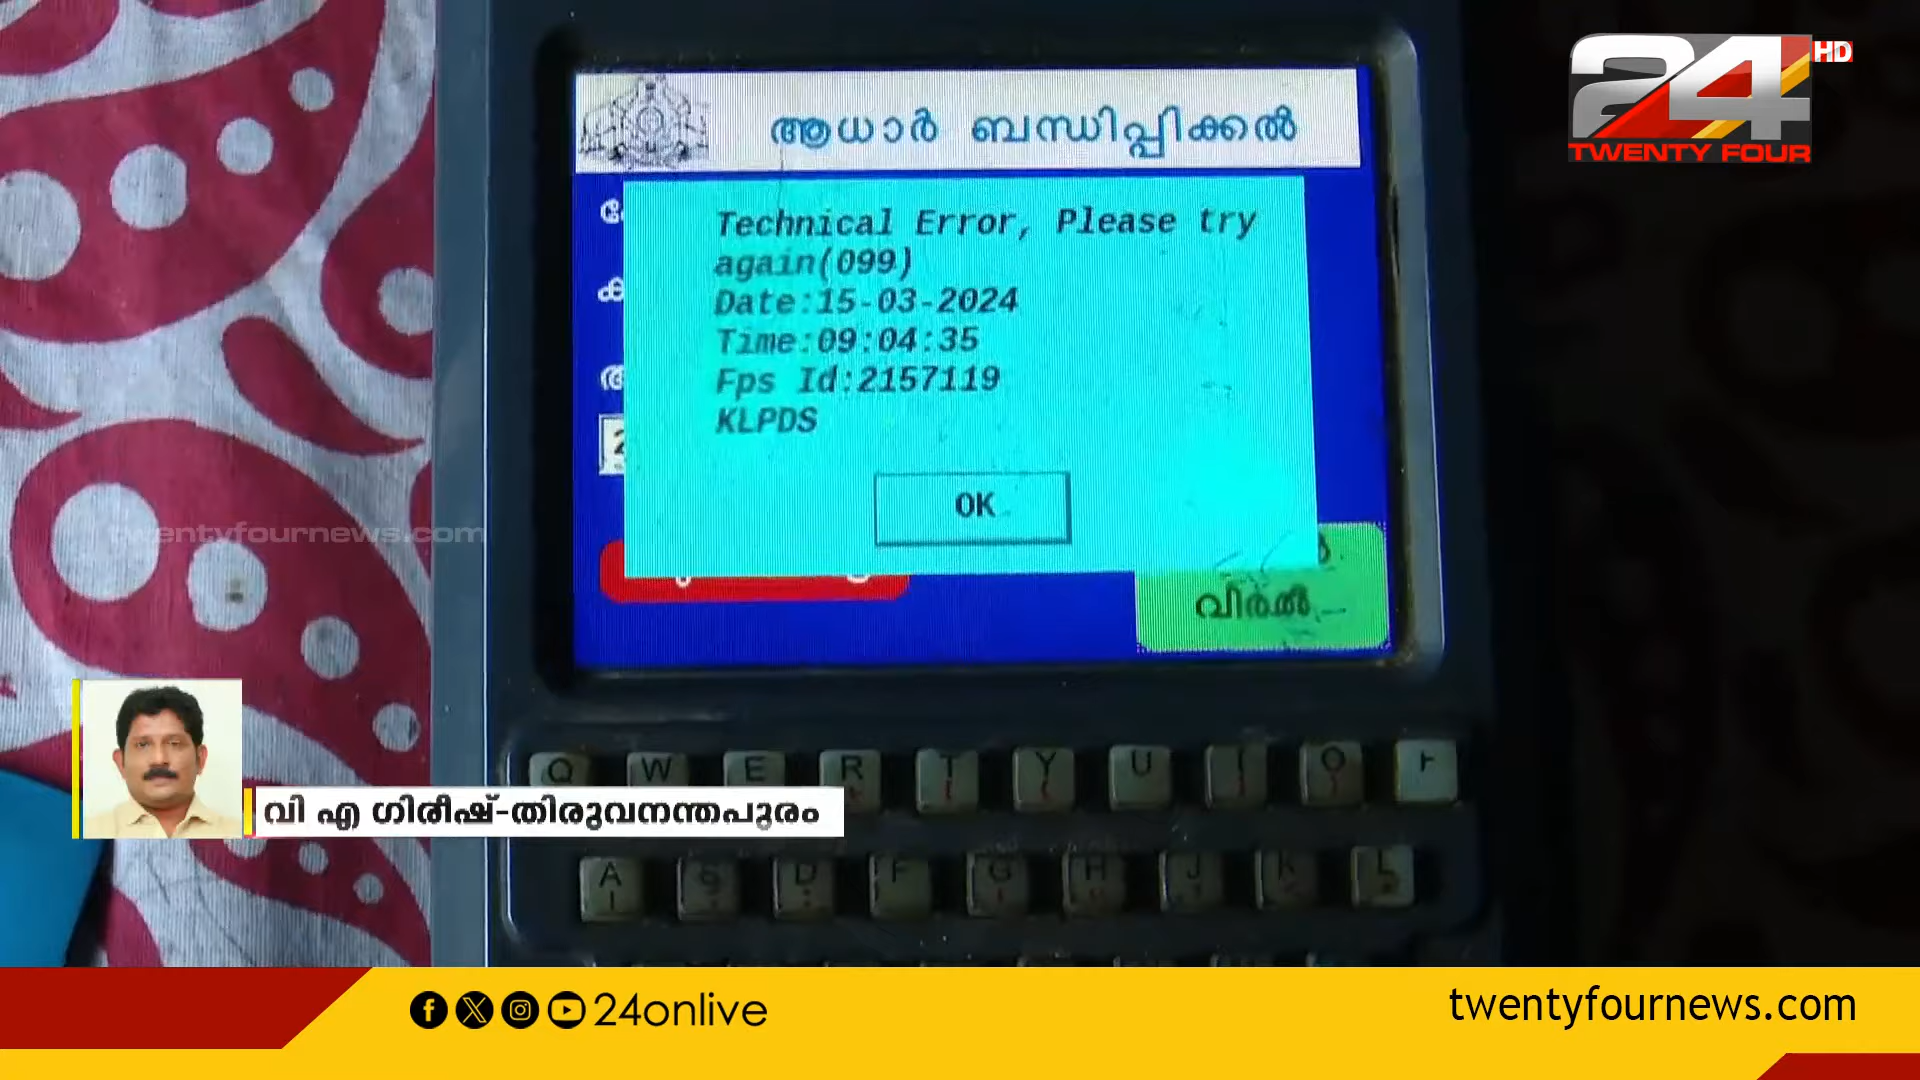 24 HD
TWENTY FOUR
ആധാർ ബന്ധിപ്പിക്കൽ
Technical Error, Please try
again(099)
Date:15-03-2024
Time:09:04:35
Fps Id:2157119
KLPDS
OK
വിരൽ
twentyfournews.com
Q W E R T Y U I O P
വി എ ഗിരീഷ്-തിരുവനന്തപുരം
A S D F G H J K L
24onlive
twentyfournews.com